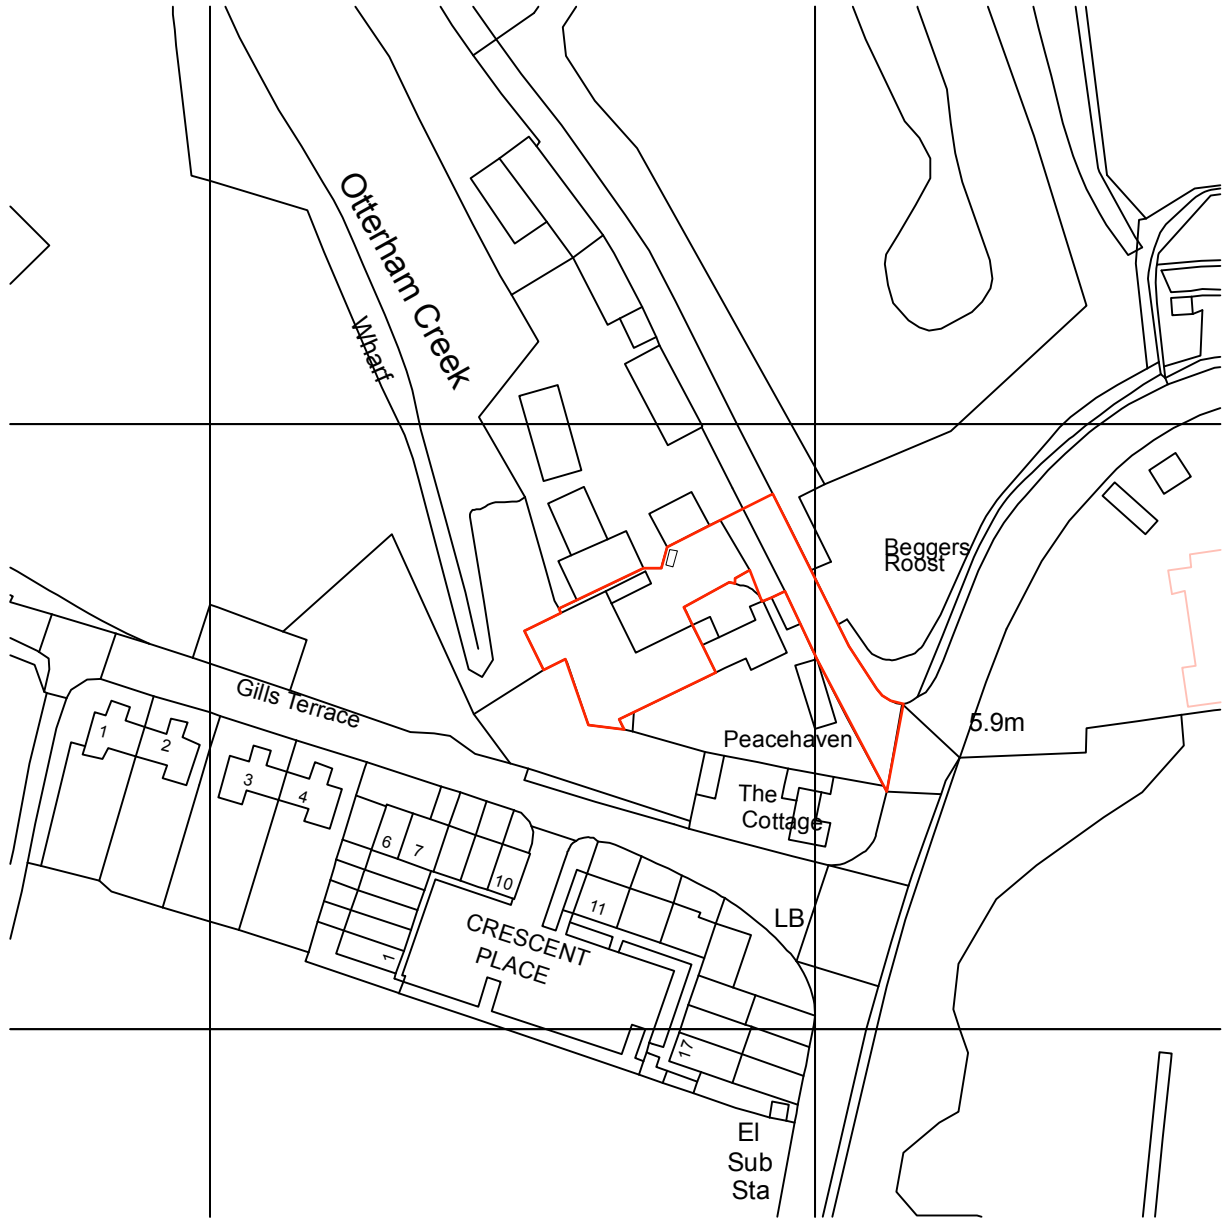 Otterham Creek
Wharf
Beggers
Roost
Gills Terrace
5.9m
Peacehaven
1
2
3
4
The
Cottage
6
7
10
11
LB
CRESCENT
PLACE
1
17
El
Sub
Sta